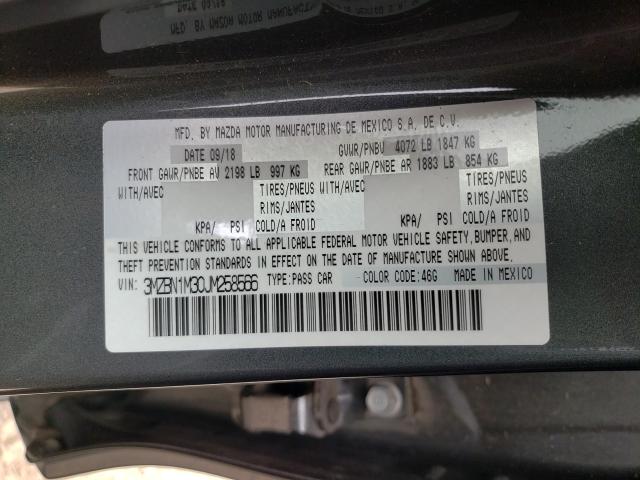 MFD. BY MAZDA MOTOR MANUFACTURING DE MEXICO S.A. DE C.V.
DATE 09/18 GVWR/PNBV 4072 LB 1847 KG
FRONT GAWR/PNBE AV 2198 LB 997 KG REAR GAWR/PNBE AR 1883 LB 854 KG
WITH/AVEC TIRES/PNEUS WITH/AVEC TIRES/PNEUS
RIMS/JANTES RIMS/JANTES
KPA/ PSI COLD/A FROID KPA/ PSI COLD/A FROID
THIS VEHICLE CONFORMS TO ALL APPLICABLE FEDERAL MOTOR VEHICLE SAFETY, BUMPER, AND
THEFT PREVENTION STANDARDS IN EFFECT ON THE DATE OF MANUFACTURE SHOWN ABOVE.
VIN: 3MZBN1M30JM258566 TYPE:PASS CAR COLOR CODE:46G MADE IN MEXICO